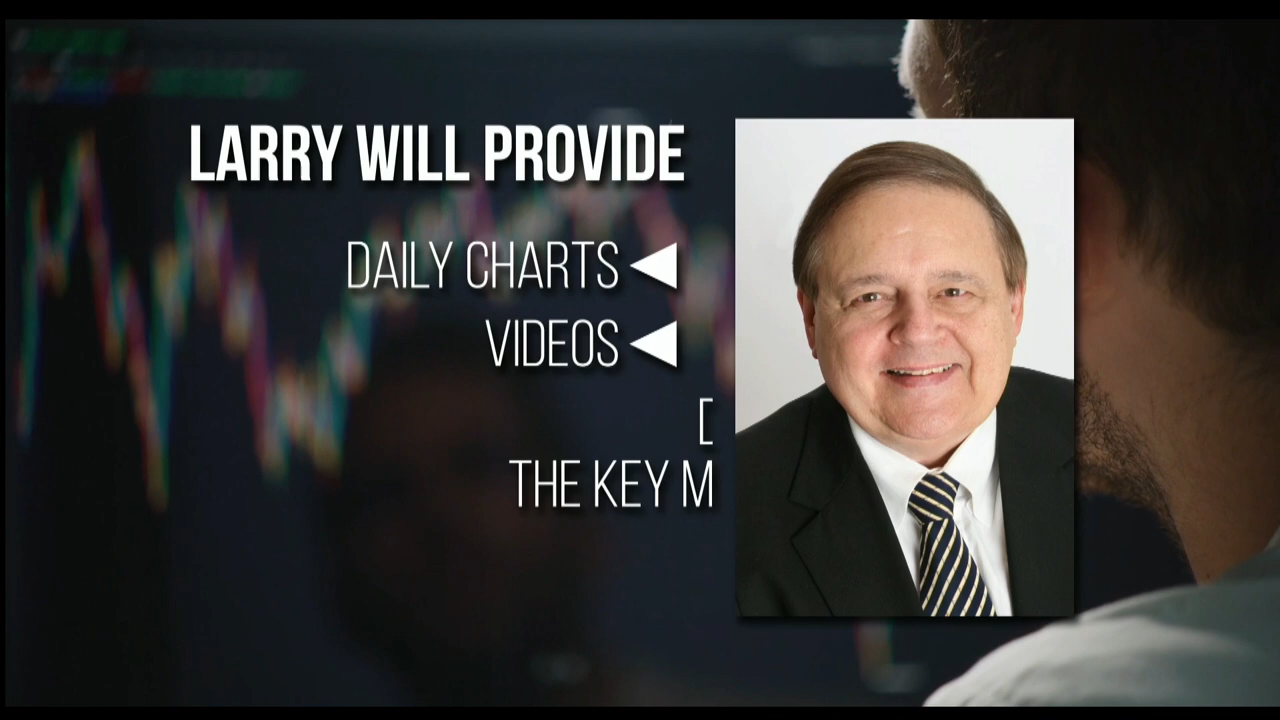 LARRY WILL PROVIDE
DAILY CHARTS
VIDEOS
D
THE KEY M